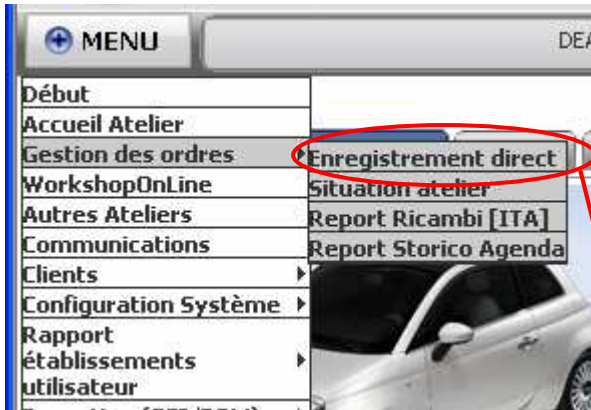 MENU
DEA
Début
Accueil Atelier
Gestion des ordres
Enregistrement direct
WorkshopOnLine
Situation atelier
Autres Ateliers
Report Ricambi [ITA]
Communications
Report Storico Agenda
Clients
Configuration Système
Rapport
établissements
utilisateur